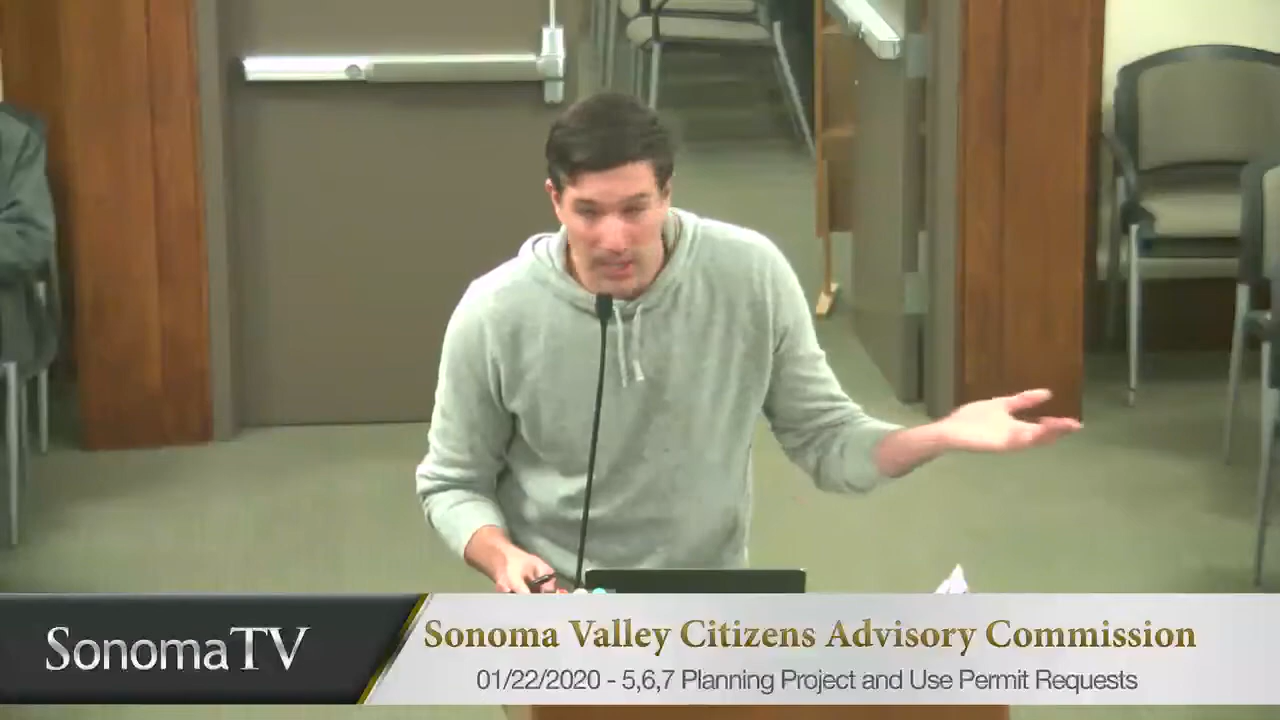 SonomaTV
Sonoma Valley Citizens Advisory Commission
01/22/2020 - 5,6,7 Planning Project and Use Permit Requests